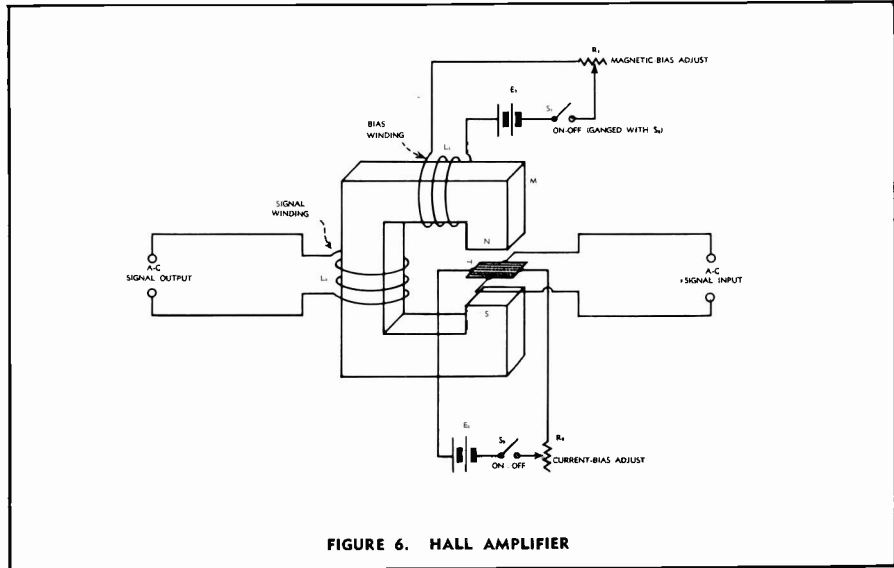 R₁
MAGNETIC BIAS ADJUST
E₁
S₁
ON-OFF (GANGED WITH S₂)
BIAS
WINDING
L₁
M
SIGNAL
WINDING
N
A-C
SIGNAL OUTPUT
L₂
T
A-C
SIGNAL INPUT
S
E₂
S₂
R₂
ON - OFF
CURRENT-BIAS ADJUST
FIGURE 6. HALL AMPLIFIER